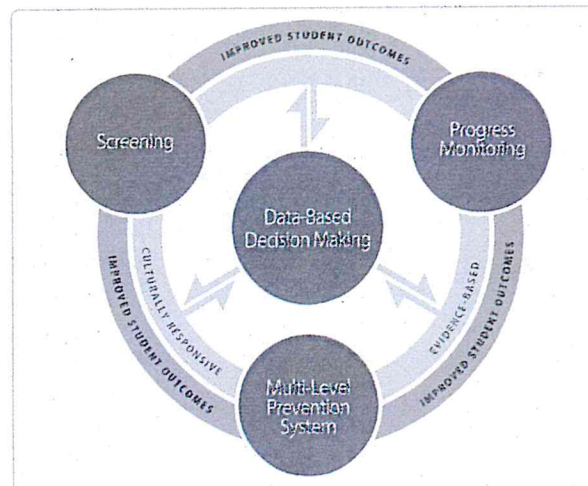 IMPROVED STUDENT OUTCOMES
Screening
Progress
Monitoring
Data-Based
Decision Making
CULTURALLY RESPONSIVE
IMPROVED STUDENT OUTCOMES
EVIDENCE-BASED
IMPROVED STUDENT OUTCOMES
Multi-Level
Prevention
System